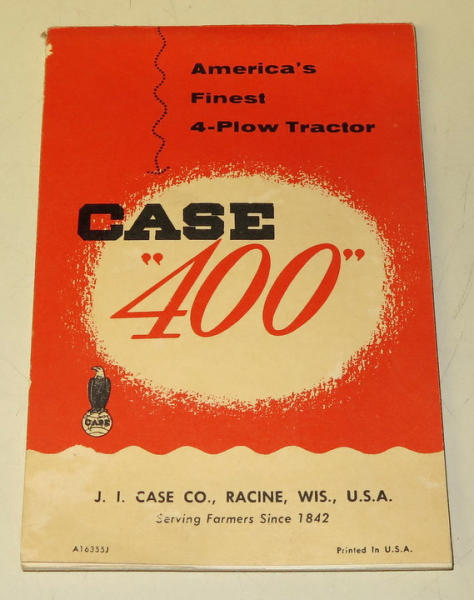 America's
Finest
4-Plow Tractor
CASE
"400"
CASE
J. I. CASE CO., RACINE, WIS., U.S.A.
Serving Farmers Since 1842
A16355J
Printed In U.S.A.